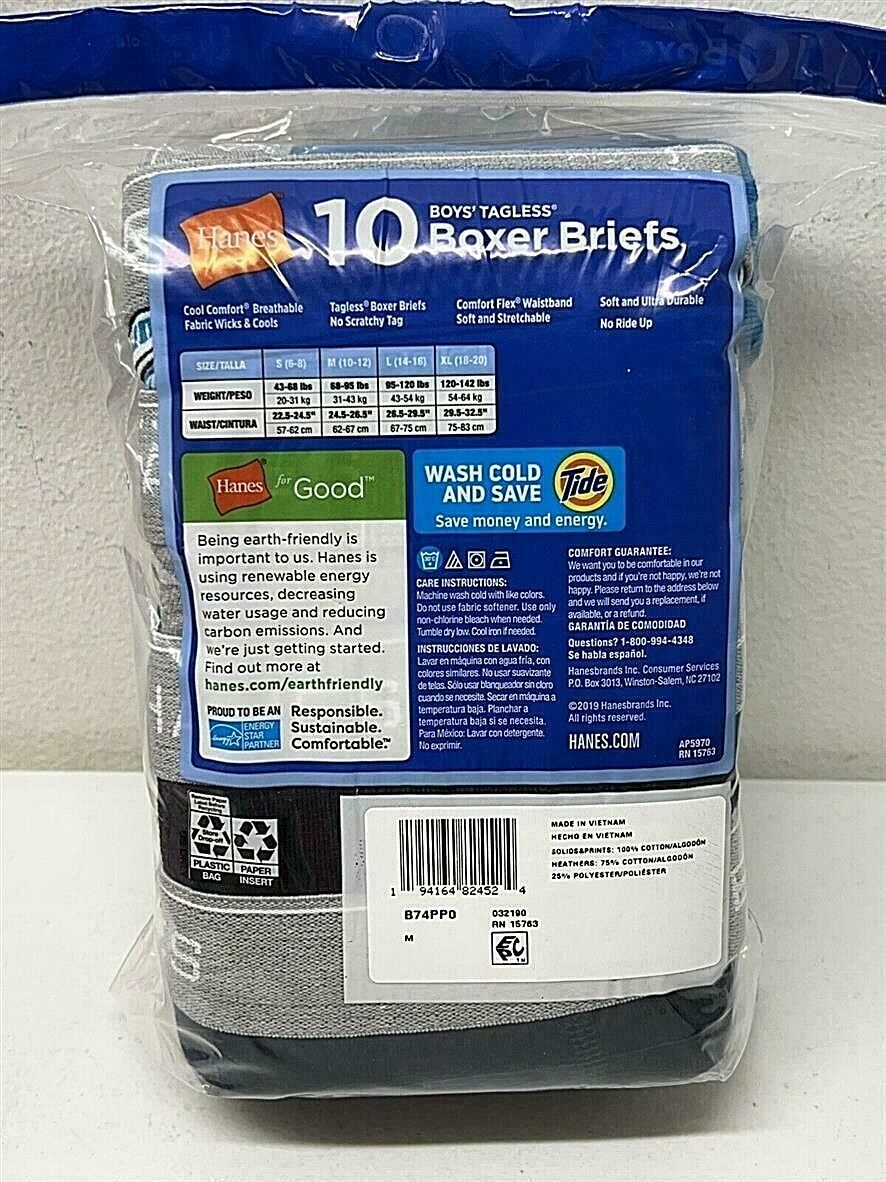 Hanes
10
BOYS' TAGLESS®
Boxer Briefs
Cool Comfort® Breathable
Fabric Wicks & Cools
Tagless® Boxer Briefs
No Scratchy Tag
Comfort Flex® Waistband
Soft and Stretchable
Soft and Ultra Durable
No Ride Up
SIZE/TALLA S (6-8) M (10-12) L (14-16) XL (18-20)
WEIGHT/PESO 43-68 lbs 68-95 lbs 95-120 lbs 120-142 lbs
20-31 kg 31-43 kg 43-54 kg 54-64 kg
WAIST/CINTURA 22.5-24.5" 24.5-26.5" 26.5-29.5" 29.5-32.5"
57-62 cm 62-67 cm 67-75 cm 75-83 cm
Hanes for Good™
Being earth-friendly is
important to us. Hanes is
using renewable energy
resources, decreasing
water usage and reducing
carbon emissions. And
we're just getting started.
Find out more at
hanes.com/earthfriendly
PROUD TO BE AN
ENERGY
STAR
PARTNER
Responsible.
Sustainable.
Comfortable.™
WASH COLD
AND SAVE
Tide
Save money and energy.
30°C
CARE INSTRUCTIONS:
Machine wash cold with like colors.
Do not use fabric softener. Use only
non-chlorine bleach when needed.
Tumble dry low. Cool iron if needed.
INSTRUCCIONES DE LAVADO:
Lavar en máquina con agua fría, con
colores similares. No usar suavizante
de telas. Sólo usar blanqueador sin cloro
cuando se necesite. Secar en máquina a
temperatura baja. Planchar a
temperatura baja si se necesita.
Para México: Lavar con detergente.
No exprimir.
COMFORT GUARANTEE:
We want you to be comfortable in our
products and if you're not happy, we're not
happy. Please return to the address below
and we will send you a replacement, if
available, or a refund.
GARANTÍA DE COMODIDAD
Questions? 1-800-994-4348
Se habla español.
Hanesbrands Inc. Consumer Services
P.O. Box 3013, Winston-Salem, NC 27102
©2019 Hanesbrands Inc.
All rights reserved.
HANES.COM
AP5970
RN 15763
Remove Paper
Label Before
Recycling
Store
Drop-off
PLASTIC
BAG
PAPER
INSERT
1 94164 82452 4
B74PP0
M
032190
RN 15763
EPC
TM
MADE IN VIETNAM
HECHO EN VIETNAM
SOLIDS&PRINTS: 100% COTTON/ALGODÓN
HEATHERS: 75% COTTON/ALGODÓN
25% POLYESTER/POLIÉSTER